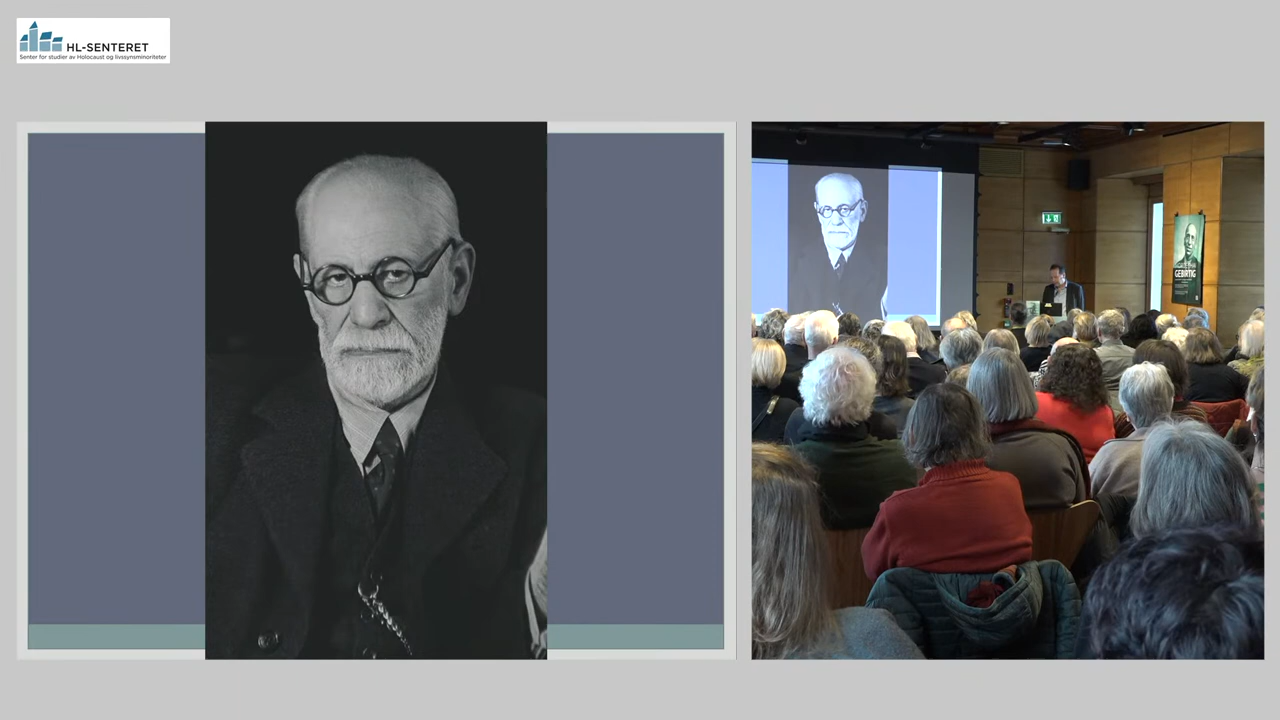 HL-SENTERET
Senter for studier av Holocaust og livssynsminoriteter
GEBIRTIG